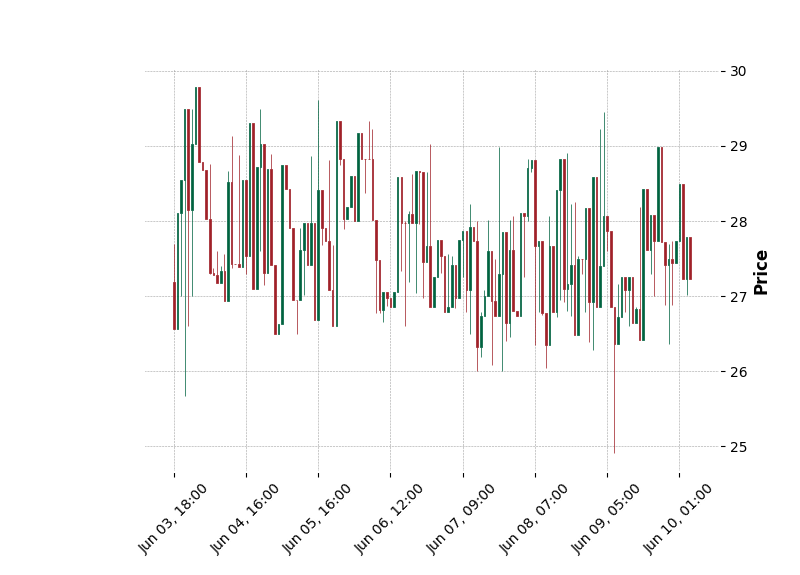 30
29
28
27
26
25
Price
Jun 03, 18:00
Jun 04, 16:00
Jun 05, 16:00
Jun 06, 12:00
Jun 07, 09:00
Jun 08, 07:00
Jun 09, 05:00
Jun 10, 01:00